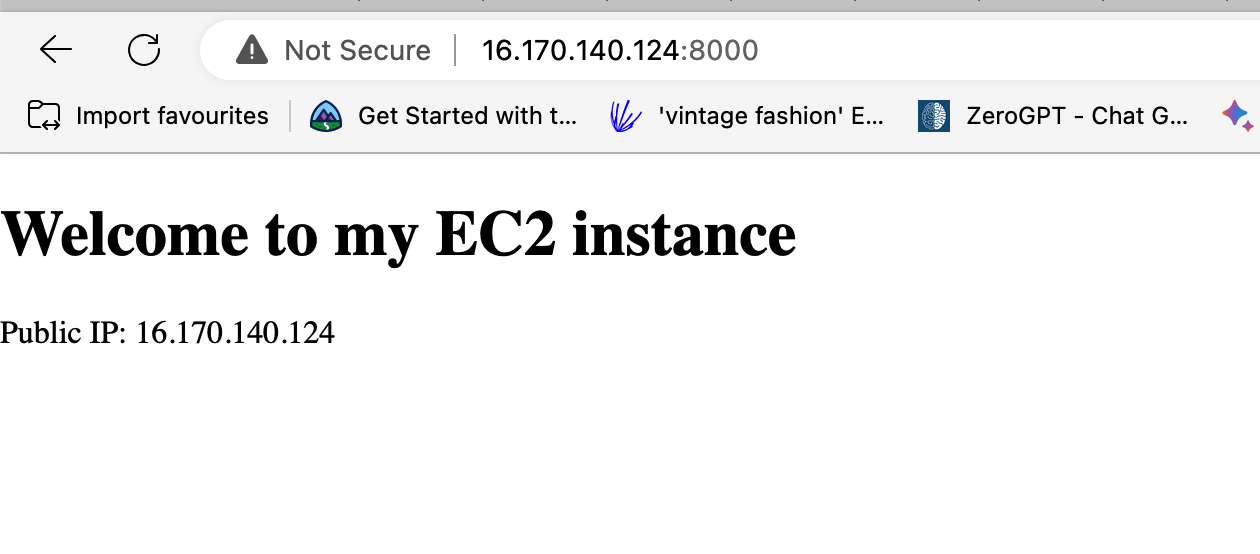 Not Secure 16.170.140.124:8000
Import favourites Get Started with t... 'vintage fashion' E... ZeroGPT - Chat G...
Welcome to my EC2 instance
Public IP: 16.170.140.124